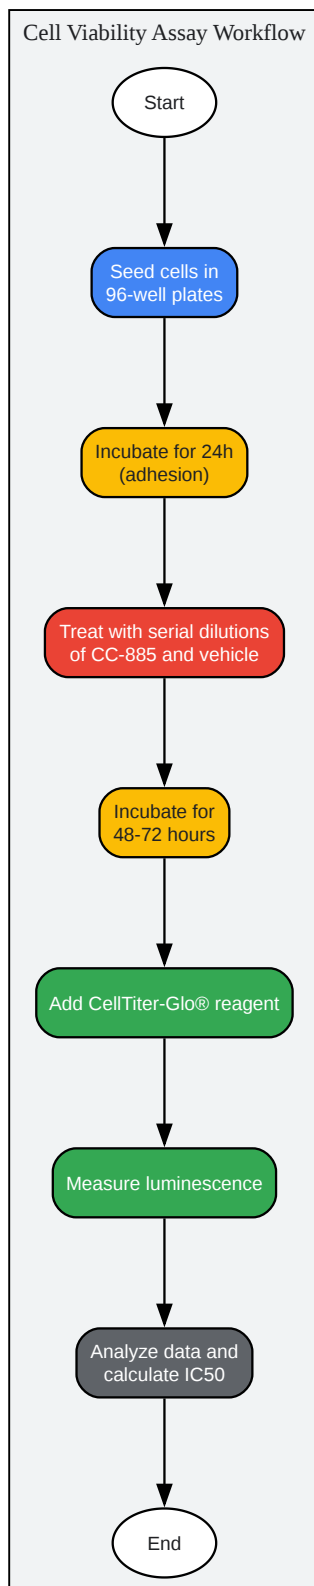 Cell Viability Assay Workflow
Start
Seed cells in
96-well plates
Incubate for 24h
(adhesion)
Treat with serial dilutions
of CC-885 and vehicle
Incubate for
48-72 hours
Add CellTiter-Glo® reagent
Measure luminescence
Analyze data and
calculate IC50
End